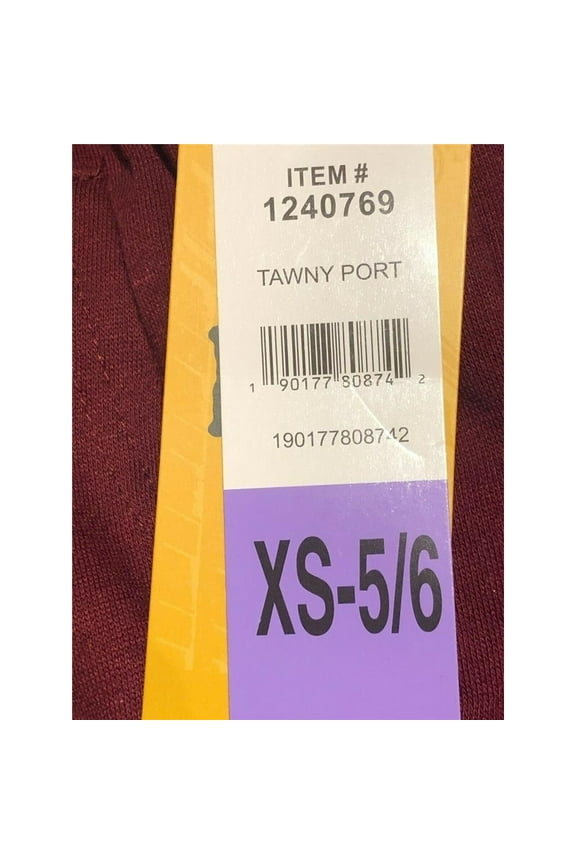 ITEM #
1240769
TAWNY PORT
1 90177 80874 2
190177808742
XS-5/6